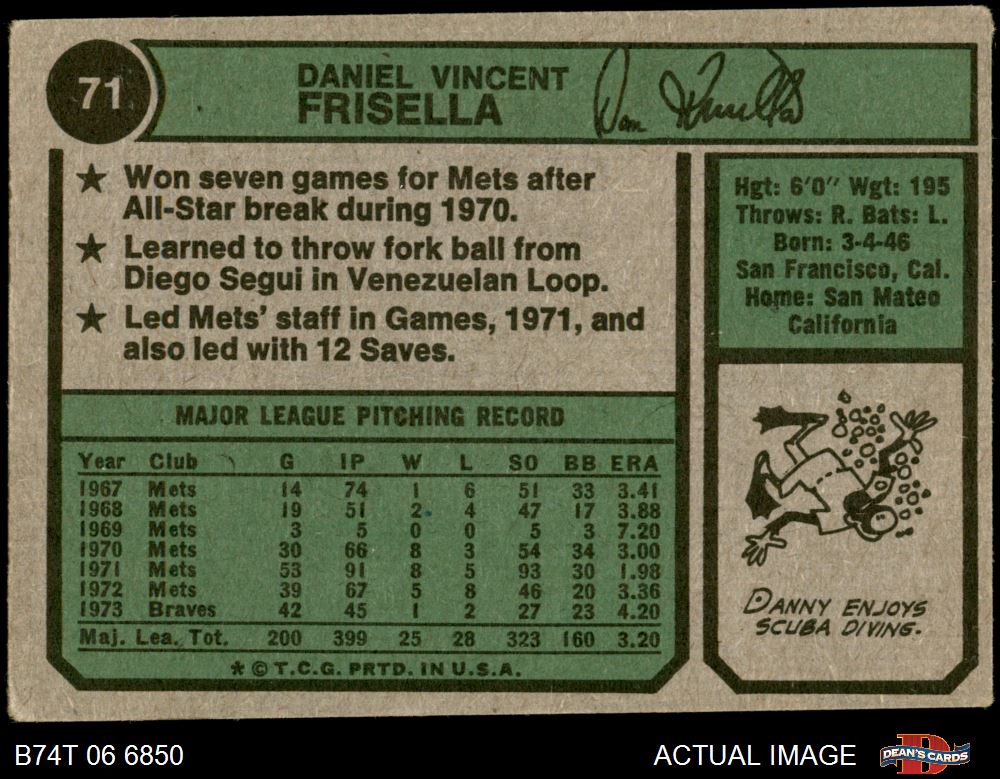 71
DANIEL VINCENT
FRISELLA
Dan Frisella
★ Won seven games for Mets after
All-Star break during 1970.
★ Learned to throw fork ball from
Diego Segui in Venezuelan Loop.
★ Led Mets' staff in Games, 1971, and
also led with 12 Saves.
Hgt: 6'0" Wgt: 195
Throws: R. Bats: L.
Born: 3-4-46
San Francisco, Cal.
Home: San Mateo
California
MAJOR LEAGUE PITCHING RECORD
Year Club G IP W L SO BB ERA
1967 Mets 14 74 1 6 51 33 3.41
1968 Mets 19 51 2 4 47 17 3.88
1969 Mets 3 5 0 0 5 3 7.20
1970 Mets 30 66 8 3 54 34 3.00
1971 Mets 53 91 8 5 93 30 1.98
1972 Mets 39 67 5 8 46 20 3.36
1973 Braves 42 45 1 2 27 23 4.20
Maj. Lea. Tot. 200 399 25 28 323 160 3.20
* © T.C.G. PRTD. IN U.S.A.
DANNY ENJOYS
SCUBA DIVING.
B74T 06 6850
ACTUAL IMAGE
DEAN'S CARDS